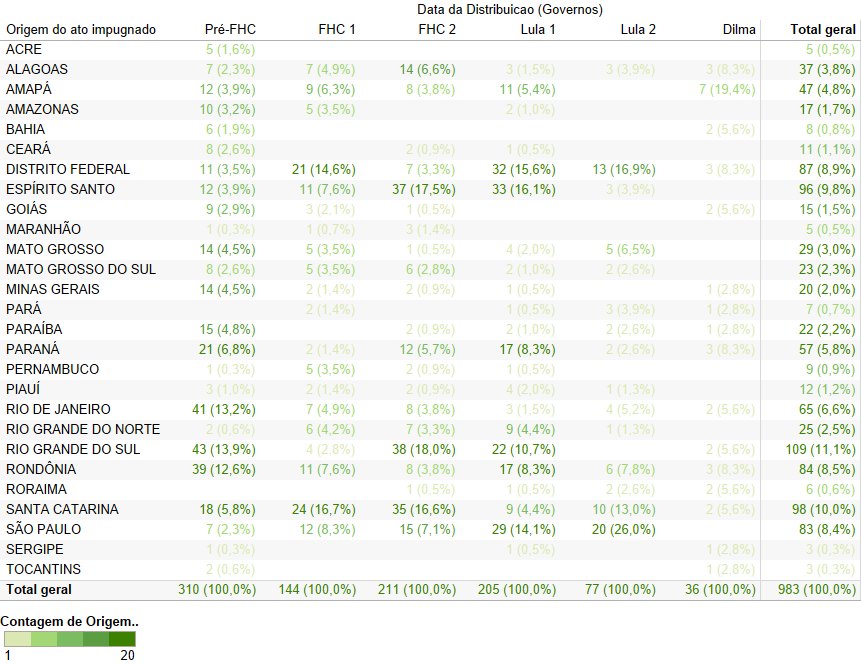 Data da Distribuicao (Governos)
Origem do ato impugnado Pré-FHC FHC 1 FHC 2 Lula 1 Lula 2 Dilma Total geral
ACRE 5 (1,6%) 5 (0,5%)
ALAGOAS 7 (2,3%) 7 (4,9%) 14 (6,6%) 3 (1,5%) 3 (3,9%) 3 (8,3%) 37 (3,8%)
AMAPÁ 12 (3,9%) 9 (6,3%) 8 (3,8%) 11 (5,4%) 7 (19,4%) 47 (4,8%)
AMAZONAS 10 (3,2%) 5 (3,5%) 2 (1,0%) 17 (1,7%)
BAHIA 6 (1,9%) 2 (5,6%) 8 (0,8%)
CEARÁ 8 (2,6%) 2 (0,9%) 1 (0,5%) 11 (1,1%)
DISTRITO FEDERAL 11 (3,5%) 21 (14,6%) 7 (3,3%) 32 (15,6%) 13 (16,9%) 3 (8,3%) 87 (8,9%)
ESPÍRITO SANTO 12 (3,9%) 11 (7,6%) 37 (17,5%) 33 (16,1%) 3 (3,9%) 96 (9,8%)
GOIÁS 9 (2,9%) 3 (2,1%) 1 (0,5%) 2 (5,6%) 15 (1,5%)
MARANHÃO 1 (0,3%) 1 (0,7%) 3 (1,4%) 5 (0,5%)
MATO GROSSO 14 (4,5%) 5 (3,5%) 1 (0,5%) 4 (2,0%) 5 (6,5%) 29 (3,0%)
MATO GROSSO DO SUL 8 (2,6%) 5 (3,5%) 6 (2,8%) 2 (1,0%) 2 (2,6%) 23 (2,3%)
MINAS GERAIS 14 (4,5%) 2 (1,4%) 2 (0,9%) 1 (0,5%) 1 (2,8%) 20 (2,0%)
PARÁ 2 (1,4%) 1 (0,5%) 3 (3,9%) 1 (2,8%) 7 (0,7%)
PARAÍBA 15 (4,8%) 2 (0,9%) 2 (1,0%) 2 (2,6%) 1 (2,8%) 22 (2,2%)
PARANÁ 21 (6,8%) 2 (1,4%) 12 (5,7%) 17 (8,3%) 2 (2,6%) 3 (8,3%) 57 (5,8%)
PERNAMBUCO 1 (0,3%) 5 (3,5%) 2 (0,9%) 1 (0,5%) 9 (0,9%)
PIAUÍ 3 (1,0%) 2 (1,4%) 2 (0,9%) 4 (2,0%) 1 (1,3%) 12 (1,2%)
RIO DE JANEIRO 41 (13,2%) 7 (4,9%) 8 (3,8%) 3 (1,5%) 4 (5,2%) 2 (5,6%) 65 (6,6%)
RIO GRANDE DO NORTE 2 (0,6%) 6 (4,2%) 7 (3,3%) 9 (4,4%) 1 (1,3%) 25 (2,5%)
RIO GRANDE DO SUL 43 (13,9%) 4 (2,8%) 38 (18,0%) 22 (10,7%) 2 (5,6%) 109 (11,1%)
RONDÔNIA 39 (12,6%) 11 (7,6%) 8 (3,8%) 17 (8,3%) 6 (7,8%) 3 (8,3%) 84 (8,5%)
RORAIMA 1 (0,5%) 1 (0,5%) 2 (2,6%) 2 (5,6%) 6 (0,6%)
SANTA CATARINA 18 (5,8%) 24 (16,7%) 35 (16,6%) 9 (4,4%) 10 (13,0%) 2 (5,6%) 98 (10,0%)
SÃO PAULO 7 (2,3%) 12 (8,3%) 15 (7,1%) 29 (14,1%) 20 (26,0%) 83 (8,4%)
SERGIPE 1 (0,3%) 1 (0,5%) 1 (2,8%) 3 (0,3%)
TOCANTINS 2 (0,6%) 1 (2,8%) 3 (0,3%)
Total geral 310 (100,0%) 144 (100,0%) 211 (100,0%) 205 (100,0%) 77 (100,0%) 36 (100,0%) 983 (100,0%)
Contagem de Origem..
1 20